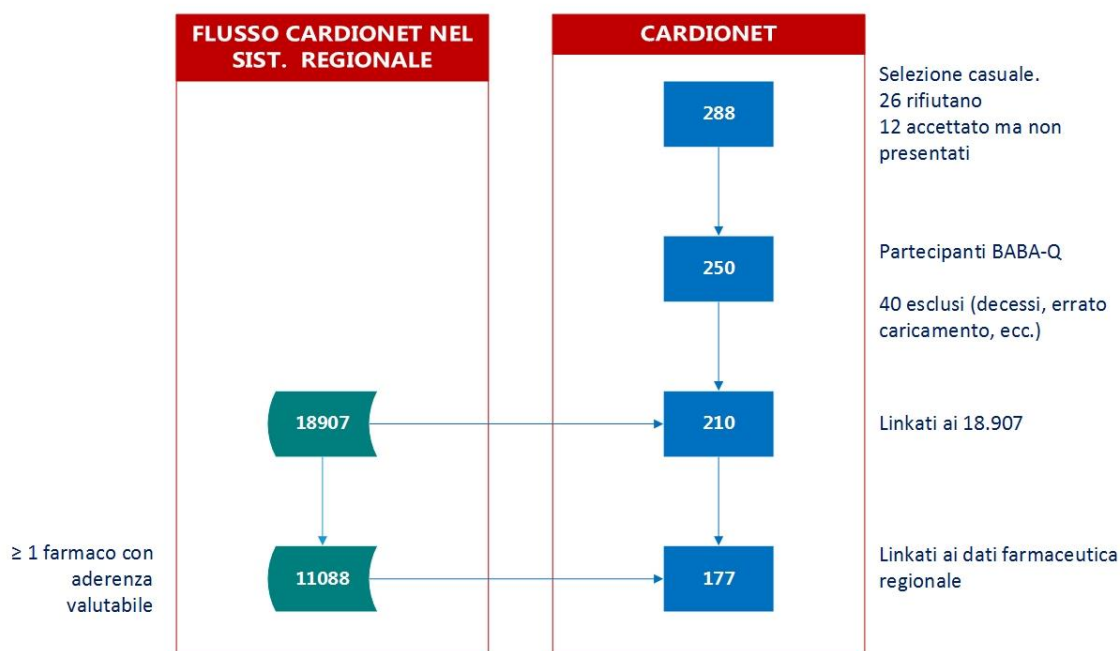 FLUSSO CARDIONET NEL
SIST. REGIONALE
CARDIONET
288
Selezione casuale.
26 rifiutano
12 accettato ma non
presentati
250
Partecipanti BABA-Q
40 esclusi (decessi, errato
caricamento, ecc.)
18907
210
Linkati ai 18.907
≥ 1 farmaco con
aderenza
valutabile
11088
177
Linkati ai dati farmaceutica
regionale